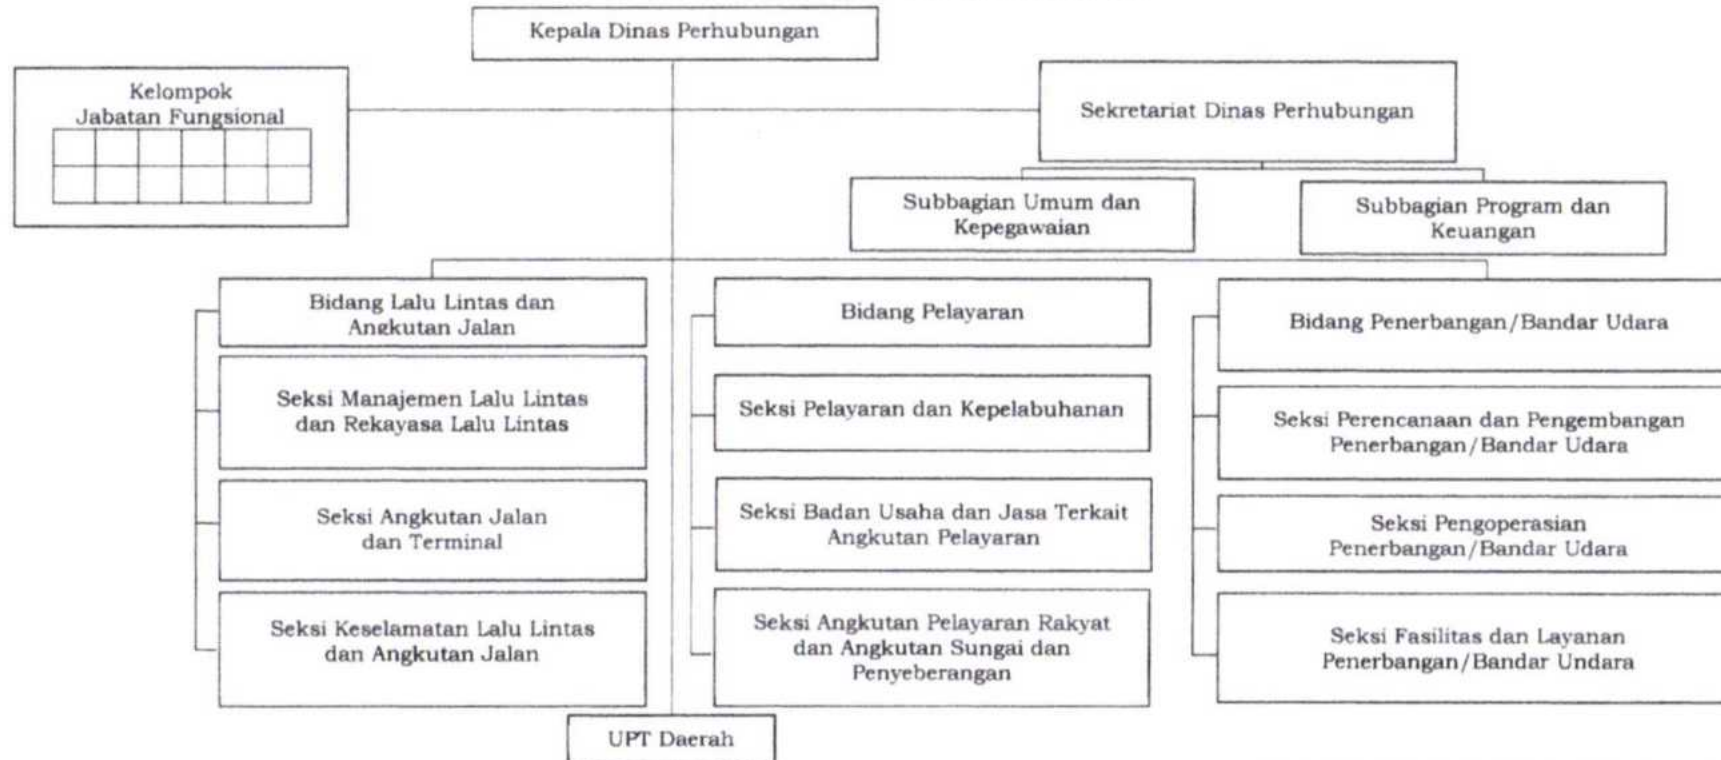 Kepala Dinas Perhubungan
Kelompok
Jabatan Fungsional
Sekretariat Dinas Perhubungan
Subbagian Umum dan
Kepegawaian
Subbagian Program dan
Keuangan
Bidang Lalu Lintas dan
Angkutan Jalan
Seksi Manajemen Lalu Lintas
dan Rekayasa Lalu Lintas
Seksi Angkutan Jalan
dan Terminal
Seksi Keselamatan Lalu Lintas
dan Angkutan Jalan
Bidang Pelayaran
Seksi Pelayaran dan Kepelabuhanan
Seksi Badan Usaha dan Jasa Terkait
Angkutan Pelayaran
Seksi Angkutan Pelayaran Rakyat
dan Angkutan Sungai dan
Penyeberangan
Bidang Penerbangan/Bandar Udara
Seksi Perencanaan dan Pengembangan
Penerbangan/Bandar Udara
Seksi Pengoperasian
Penerbangan/Bandar Udara
Seksi Fasilitas dan Layanan
Penerbangan/Bandar Undara
UPT Daerah